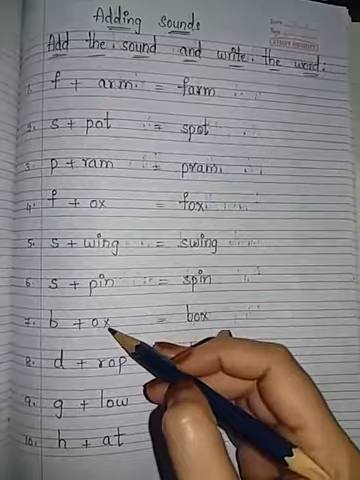 Adding sounds
Add the sound and write the word:
1. f + arm = farm
2. s + pot = spot
3. p + ram = pram
4. f + ox = fox
5. s + wing = swing
6. s + pin = spin
7. b + ox = box
8. d + rop
9. g + low
10. h + at